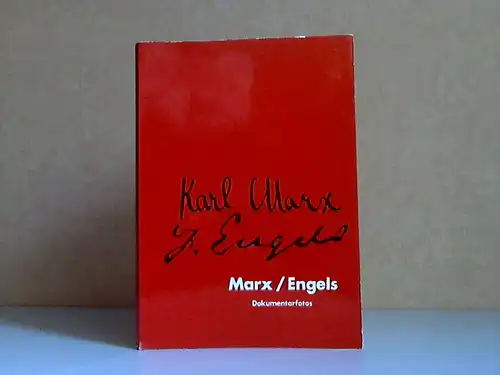 Karl Marx
F. Engels
Marx / Engels
Dokumentarfotos